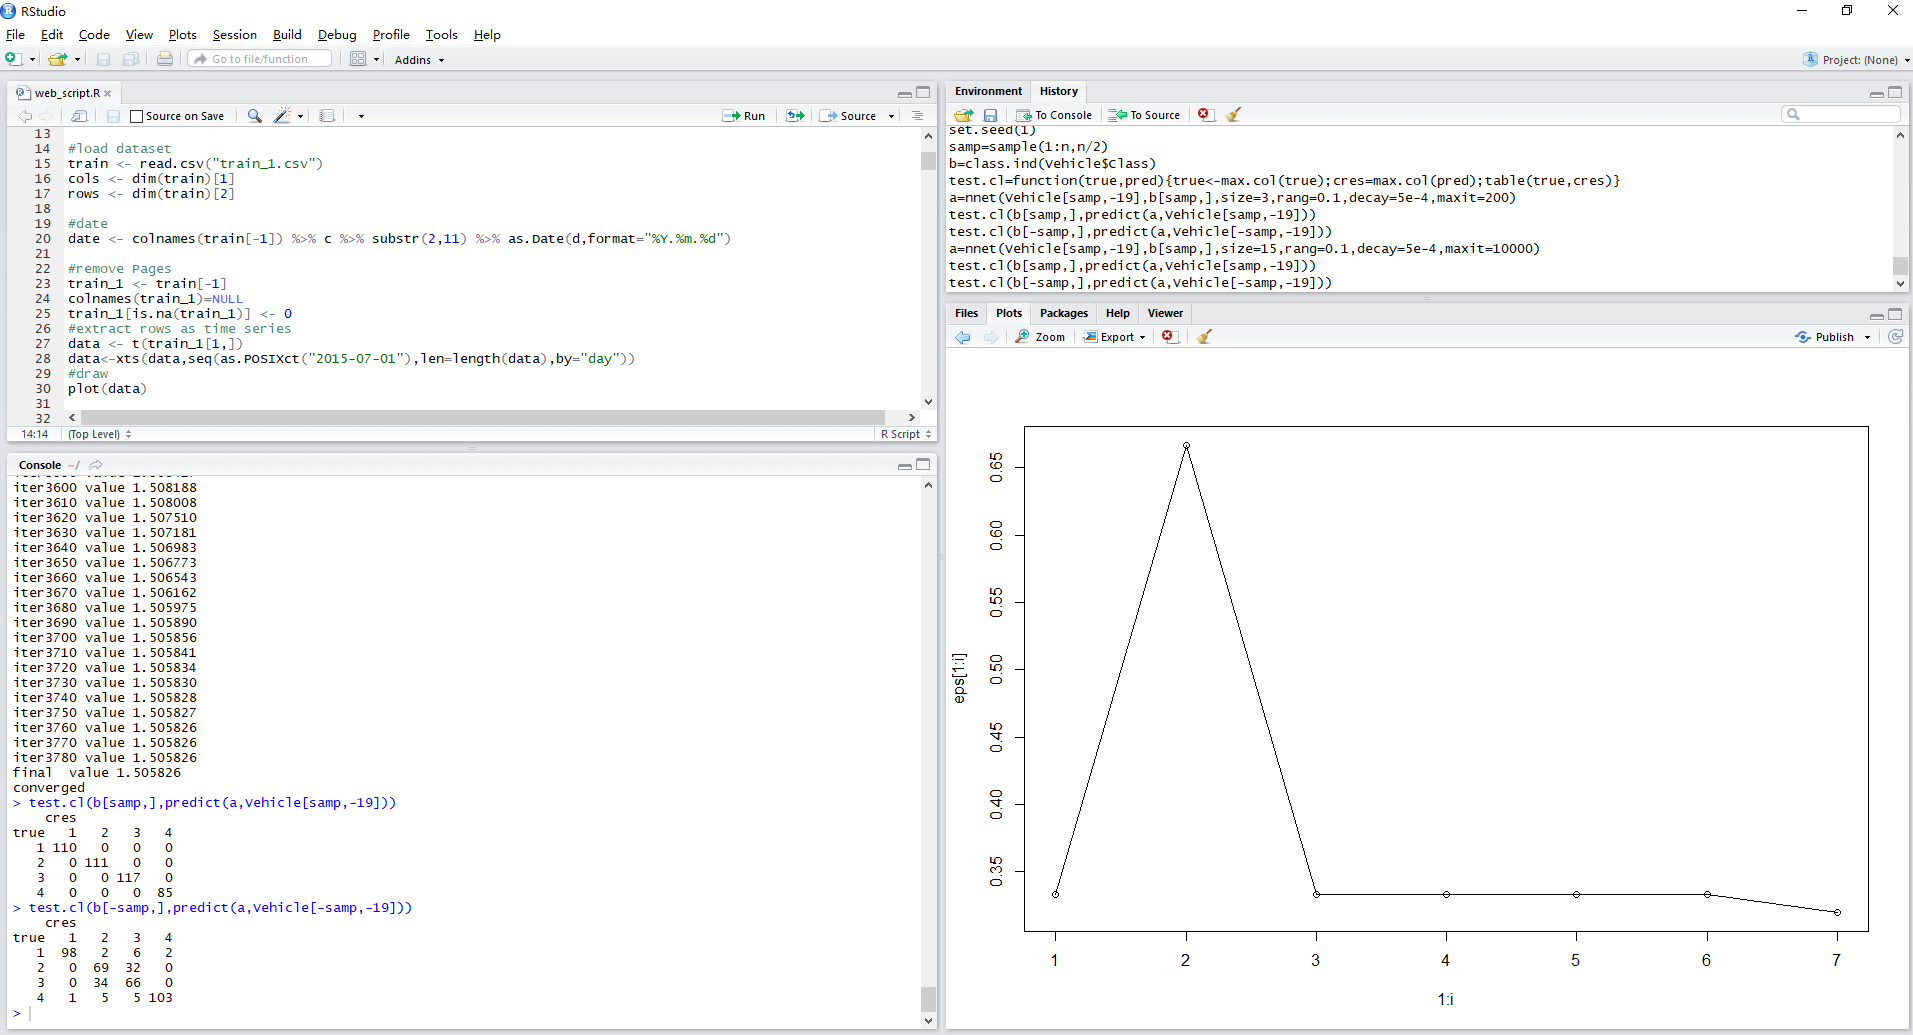 RStudio
File Edit Code View Plots Session Build Debug Profile Tools Help
Go to file/function Addins Project: (None)
web_script.R
Source on Save Run Source
13
14 #load dataset
15 train <- read.csv("train_1.csv")
16 cols <- dim(train)[1]
17 rows <- dim(train)[2]
18
19 #date
20 date <- colnames(train[-1]) %>% c %>% substr(2,11) %>% as.Date(d,format="%Y.%m.%d")
21
22 #remove Pages
23 train_1 <- train[-1]
24 colnames(train_1)=NULL
25 train_1[is.na(train_1)] <- 0
26 #extract rows as time series
27 data <- t(train_1[1,])
28 data<-xts(data,seq(as.POSIXct("2015-07-01"),len=length(data),by="day"))
29 #draw
30 plot(data)
31
32
14:14 (Top Level) R Script
Console ~/
iter3600 value 1.508188
iter3610 value 1.508008
iter3620 value 1.507510
iter3630 value 1.507181
iter3640 value 1.506983
iter3650 value 1.506773
iter3660 value 1.506543
iter3670 value 1.506162
iter3680 value 1.505975
iter3690 value 1.505890
iter3700 value 1.505856
iter3710 value 1.505841
iter3720 value 1.505834
iter3730 value 1.505830
iter3740 value 1.505828
iter3750 value 1.505827
iter3760 value 1.505826
iter3770 value 1.505826
iter3780 value 1.505826
final  value 1.505826
converged
> test.cl(b[samp,],predict(a,Vehicle[samp,-19]))
    cres
true   1   2   3   4
   1 110   0   0   0
   2   0 111   0   0
   3   0   0 117   0
   4   0   0   0  85
> test.cl(b[-samp,],predict(a,Vehicle[-samp,-19]))
    cres
true   1   2   3   4
   1  98   2   6   2
   2   0  69  32   0
   3   0  34  66   0
   4   1   5   5 103
>
Environment History
To Console To Source
set.seed(1)
samp=sample(1:n,n/2)
b=class.ind(Vehicle$Class)
test.cl=function(true,pred){true<-max.col(true);cres=max.col(pred);table(true,cres)}
a=nnet(Vehicle[samp,-19],b[samp,],size=3,rang=0.1,decay=5e-4,maxit=200)
test.cl(b[samp,],predict(a,Vehicle[samp,-19]))
test.cl(b[-samp,],predict(a,Vehicle[-samp,-19]))
a=nnet(Vehicle[samp,-19],b[samp,],size=15,rang=0.1,decay=5e-4,maxit=10000)
test.cl(b[samp,],predict(a,Vehicle[samp,-19]))
test.cl(b[-samp,],predict(a,Vehicle[-samp,-19]))
Files Plots Packages Help Viewer
Zoom Export Publish
eps[1:i]
0.65
0.60
0.55
0.50
0.45
0.40
0.35
1 2 3 4 5 6 7
1:i